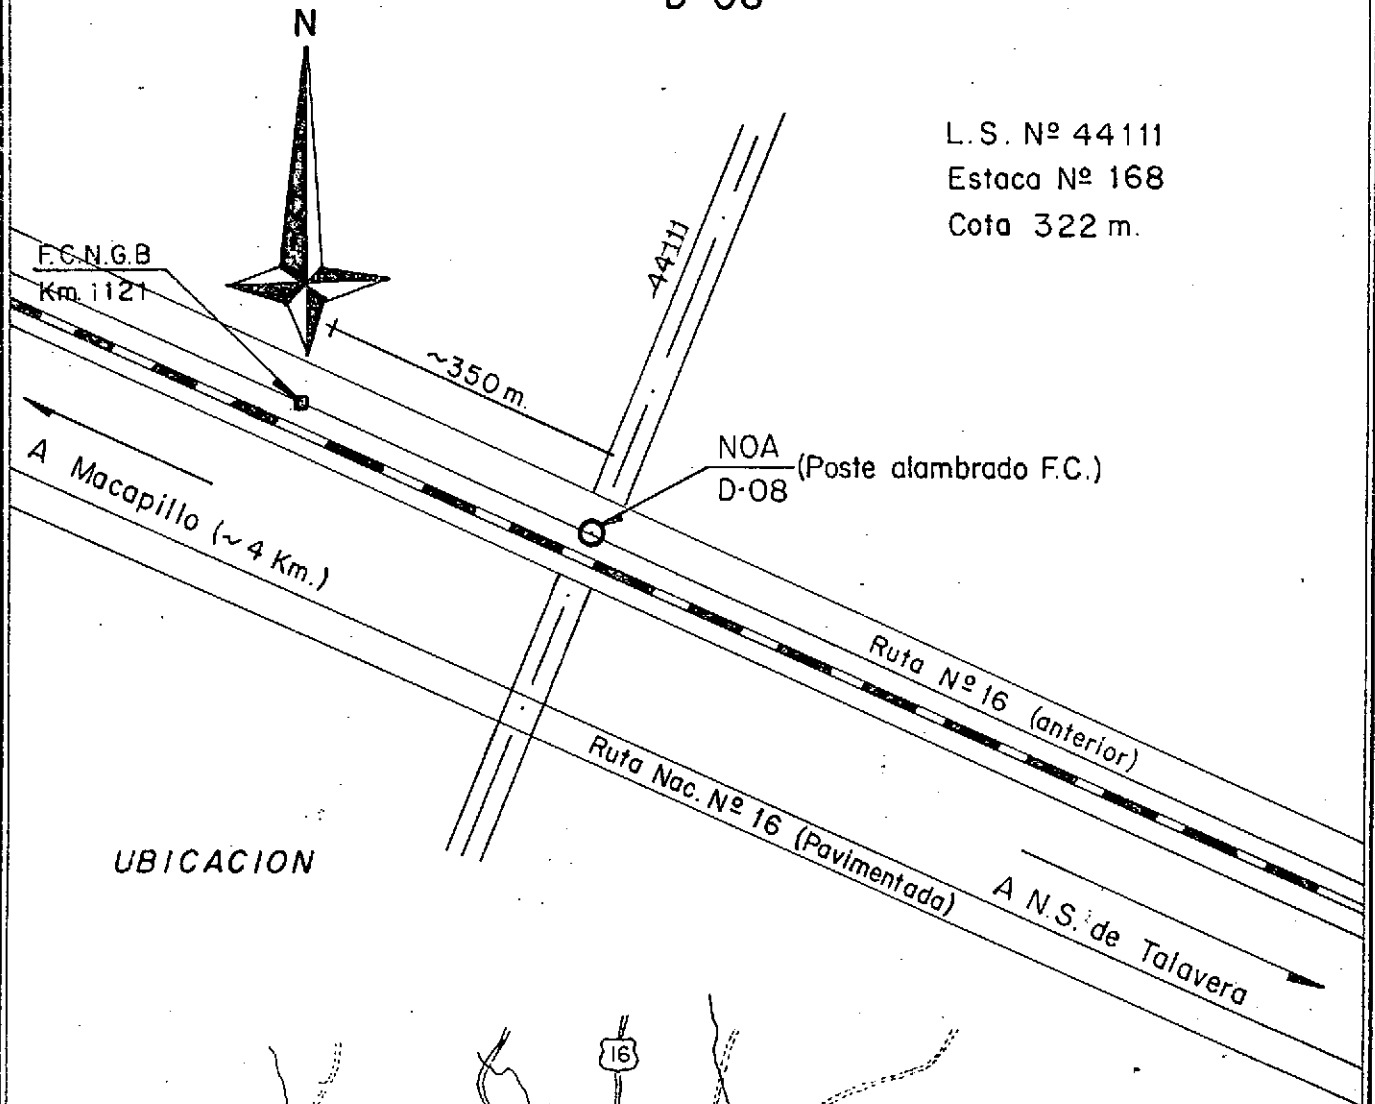 D-08
N
L.S. Nº 44111
Estaca Nº 168
Cota 322 m.
44111
F.C.N.G.B
Km. 1121
~350 m.
NOA
D-08
(Poste alambrado F.C.)
A Macapillo (~ 4 Km.)
Ruta Nº 16 (anterior)
Ruta Nac. Nº 16 (Pavimentada)
UBICACION
A N.S. de Talavera
16